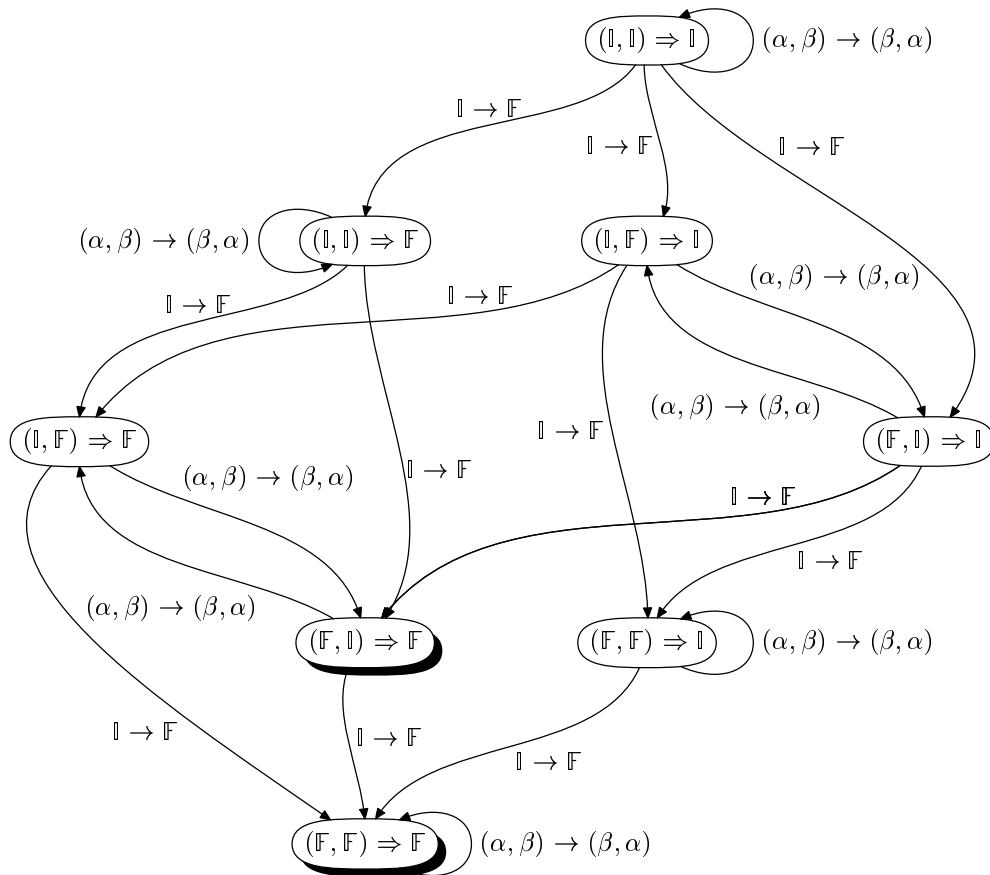 (𝕀, 𝕀) ⇒ 𝕀
(α, β) → (β, α)
𝕀 → 𝔽
𝕀 → 𝔽
𝕀 → 𝔽
(α, β) → (β, α)
(𝕀, 𝕀) ⇒ 𝔽
(𝕀, 𝔽) ⇒ 𝕀
(α, β) → (β, α)
𝕀 → 𝔽
𝕀 → 𝔽
(α, β) → (β, α)
𝕀 → 𝔽
(𝕀, 𝔽) ⇒ 𝔽
(𝔽, 𝕀) ⇒ 𝕀
(α, β) → (β, α)
𝕀 → 𝔽
𝕀 → 𝔽
𝕀 → 𝔽
(α, β) → (β, α)
(𝔽, 𝕀) ⇒ 𝔽
(𝔽, 𝔽) ⇒ 𝕀
(α, β) → (β, α)
𝕀 → 𝔽
𝕀 → 𝔽
𝕀 → 𝔽
(𝔽, 𝔽) ⇒ 𝔽
(α, β) → (β, α)